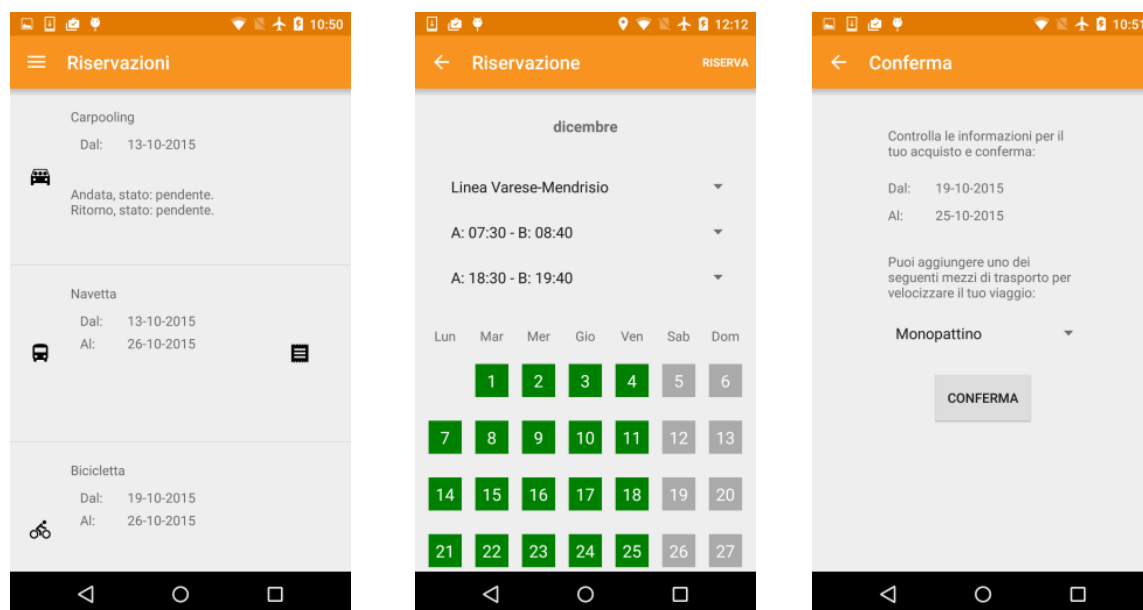 10:50
Riservazioni
Carpooling
Dal: 13-10-2015
Andata, stato: pendente.
Ritorno, stato: pendente.
Navetta
Dal: 13-10-2015
Al: 26-10-2015
Bicicletta
Dal: 19-10-2015
Al: 26-10-2015
12:12
Riservazione
RISERVA
dicembre
Linea Varese-Mendrisio
A: 07:30 - B: 08:40
A: 18:30 - B: 19:40
Lun Mar Mer Gio Ven Sab Dom
1 2 3 4 5 6
7 8 9 10 11 12 13
14 15 16 17 18 19 20
21 22 23 24 25 26 27
10:51
Conferma
Controlla le informazioni per il
tuo acquisto e conferma:
Dal: 19-10-2015
Al: 25-10-2015
Puoi aggiungere uno dei
seguenti mezzi di trasporto per
velocizzare il tuo viaggio:
Monopattino
CONFERMA